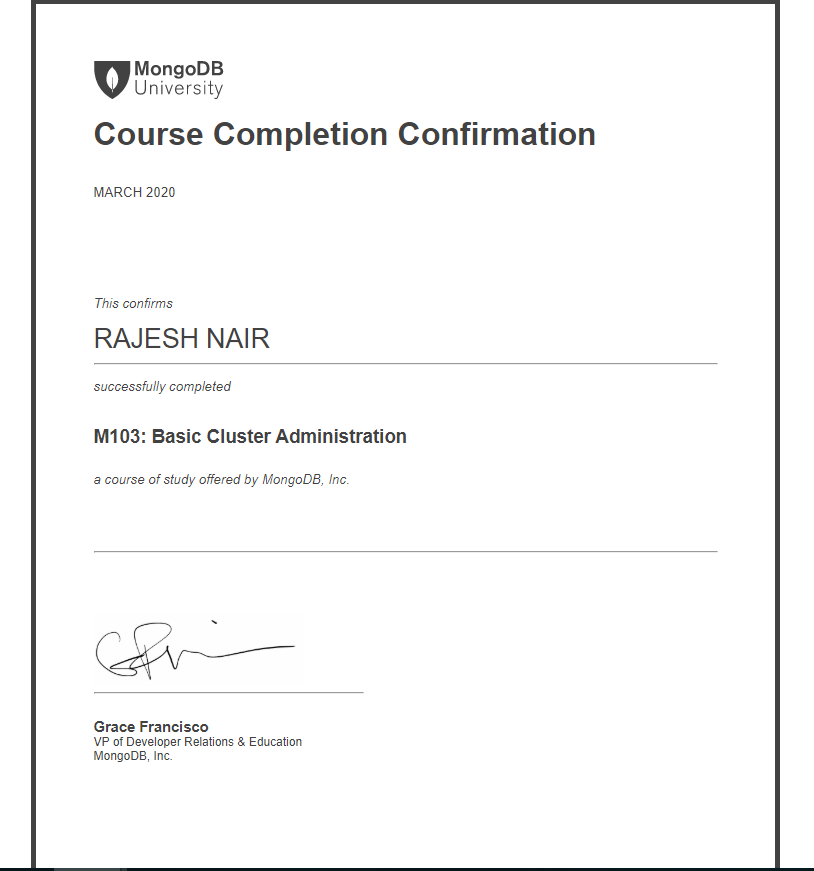 MongoDB
University
Course Completion Confirmation
MARCH 2020
This confirms
RAJESH NAIR
successfully completed
M103: Basic Cluster Administration
a course of study offered by MongoDB, Inc.
Grace Francisco
VP of Developer Relations & Education
MongoDB, Inc.